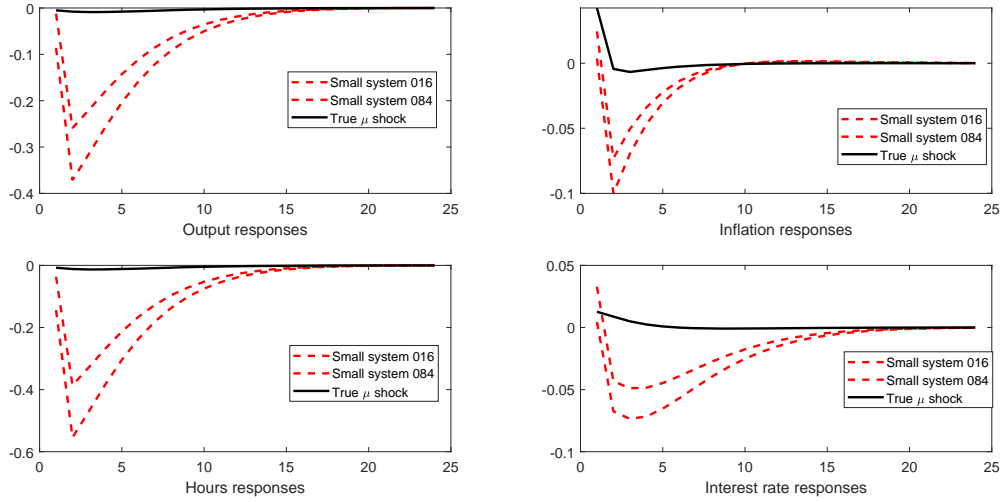 0
-0.1
-0.2
-0.3
-0.4
0 5 10 15 20 25
Output responses
Small system 016
Small system 084
True μ shock
0
-0.05
-0.1
0 5 10 15 20 25
Inflation responses
Small system 016
Small system 084
True μ shock
0
-0.2
-0.4
-0.6
0 5 10 15 20 25
Hours responses
Small system 016
Small system 084
True μ shock
0.05
0
-0.05
-0.1
0 5 10 15 20 25
Interest rate responses
Small system 016
Small system 084
True μ shock